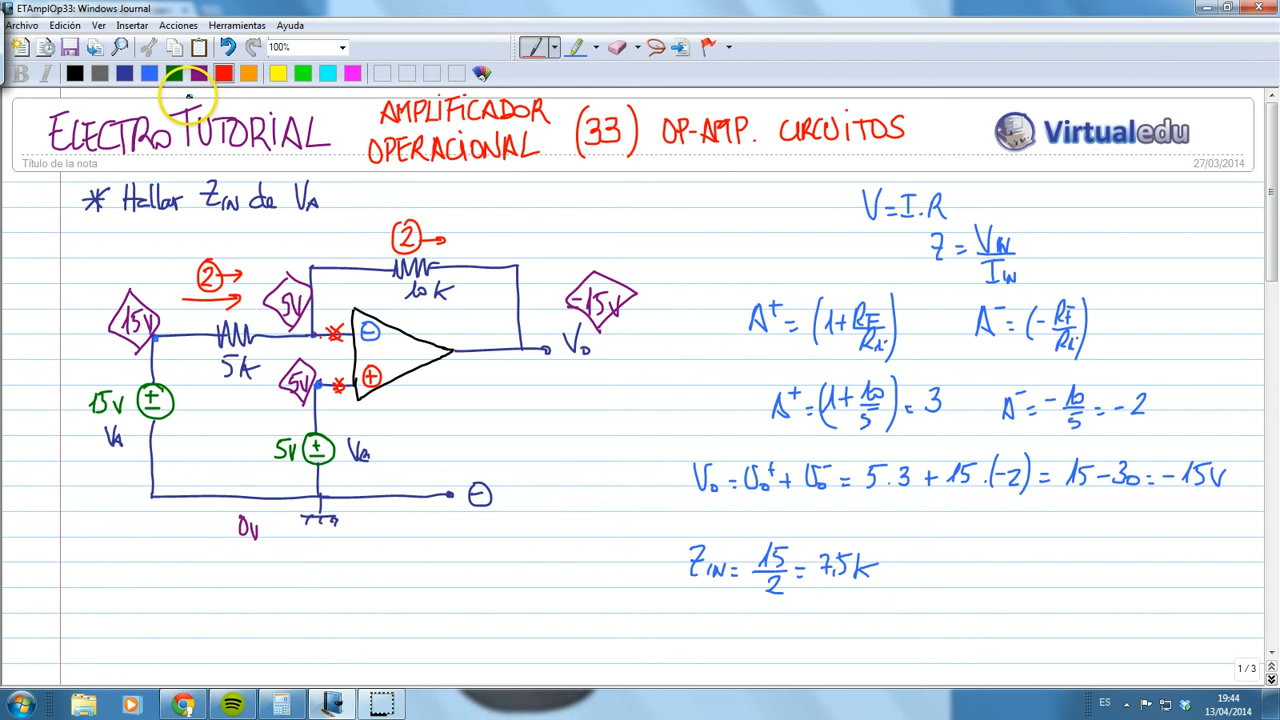 ETAmplOp33: Windows Journal
Archivo Edición Ver Insertar Acciones Herramientas Ayuda
100%
B I
ELECTRO TUTORIAL
AMPLIFICADOR
OPERACIONAL
(33) OP-AMP. CIRCUITOS
Virtualedu
Título de la nota
27/03/2014
* Hallar ZIN de VA
V=I.R
Z = VIN / IIN
2 →
2 →
10K
15V
5V
-15V
Vo
5K
5V
15V
VA
5V
0V
A+ = (1+ RF/Ri) A- = (- RF/Ri)
A+ = (1+ 10/5) = 3 A- = - 10/5 = -2
Vo = Vo+ + Vo- = 5.3 + 15.(-2) = 15-30 = -15V
ZIN = 15/2 = 7,5K
1 / 3
ES
19:44
13/04/2014